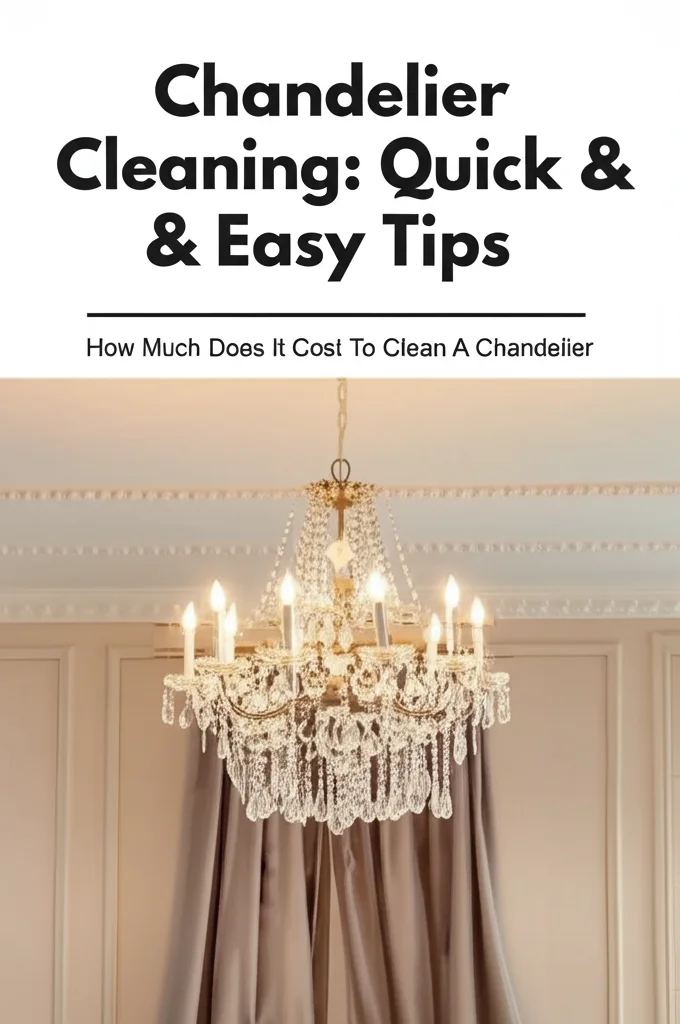 Chandelier
Cleaning: Quick &
& Easy Tips
How Much Does It Cost To Clean A Chandelier